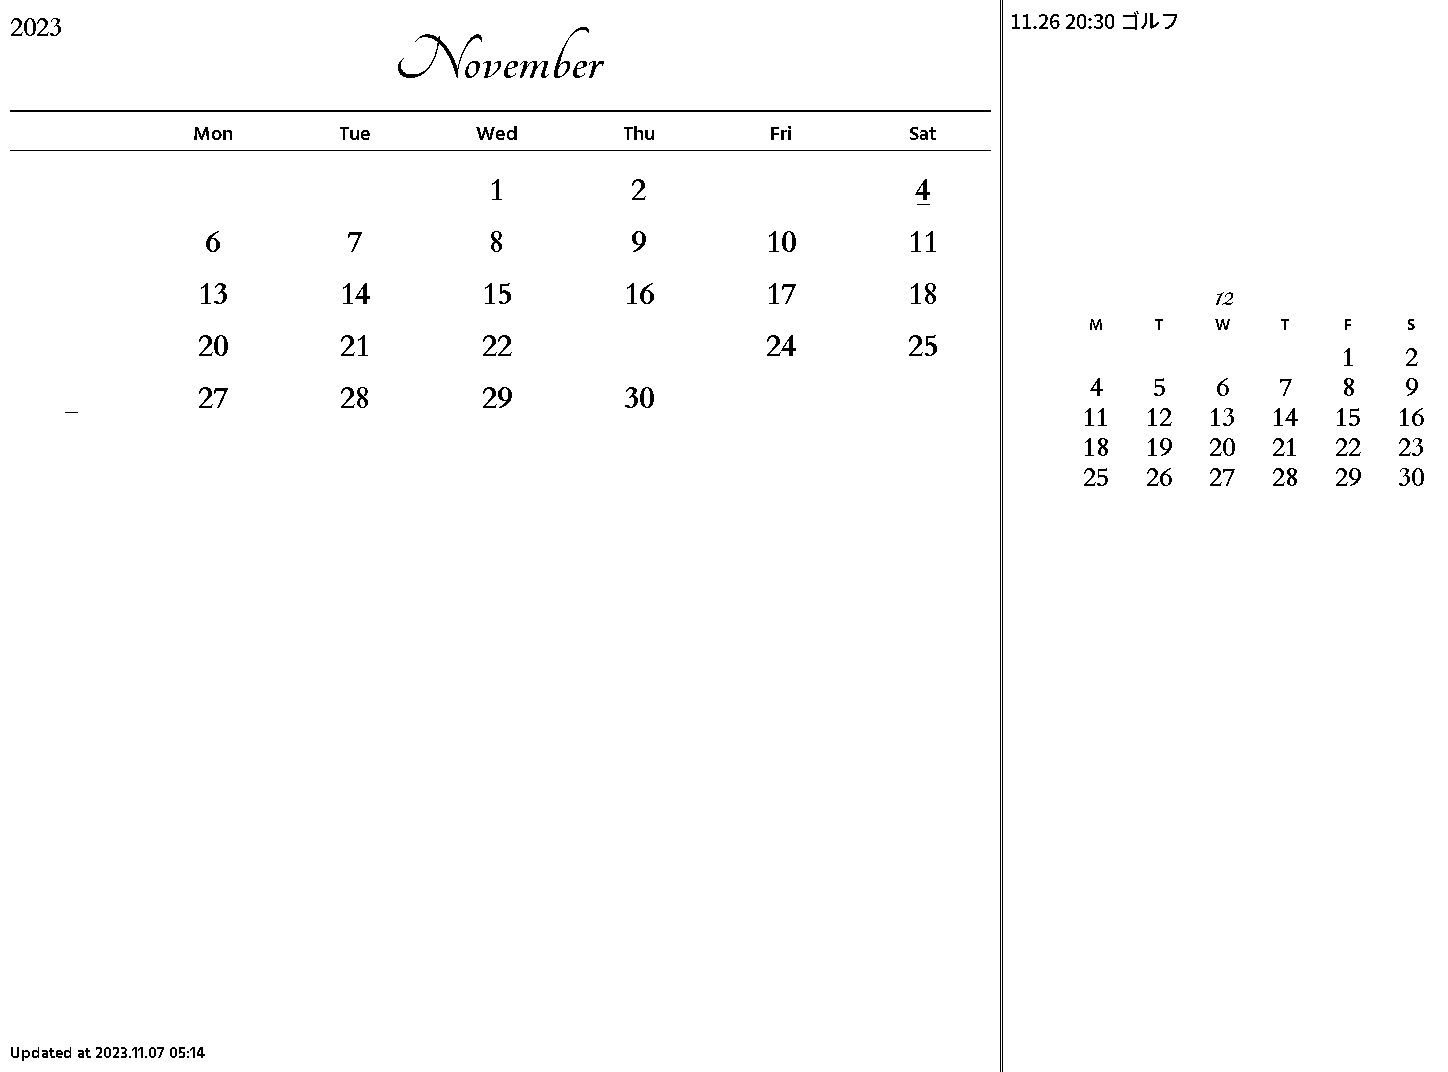 2023
November
Mon Tue Wed Thu Fri Sat
1 2 4
6 7 8 9 10 11
13 14 15 16 17 18
20 21 22 24 25
27 28 29 30
Updated at 2023.11.07 05:14
11.26 20:30 ゴルフ
12
M T W T F S
1 2
4 5 6 7 8 9
11 12 13 14 15 16
18 19 20 21 22 23
25 26 27 28 29 30